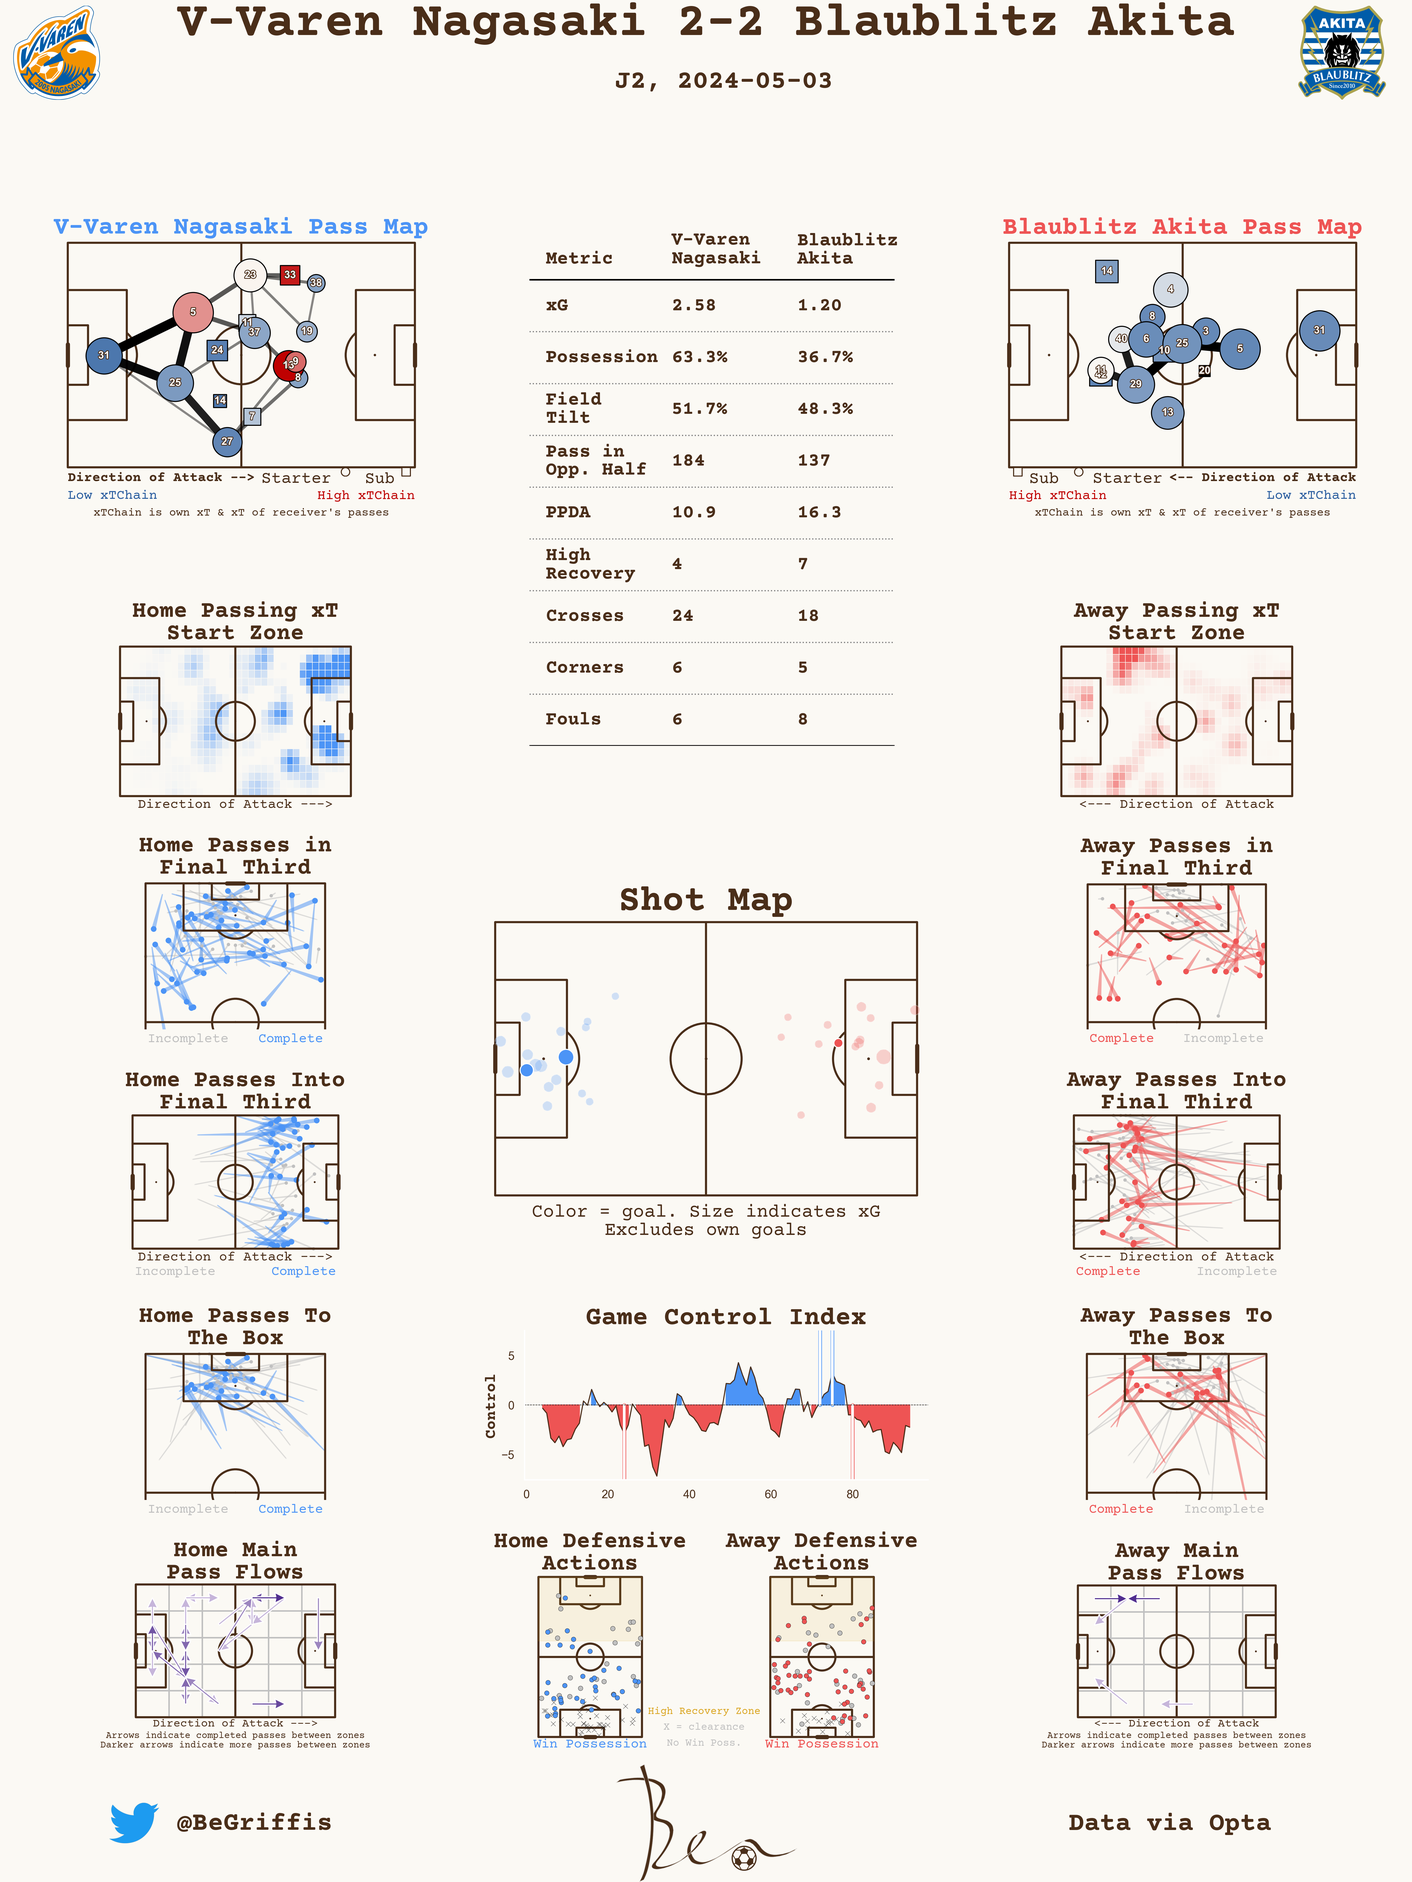 V-Varen Nagasaki 2-2 Blaublitz Akita
J2, 2024-05-03
V-VAREN
2005 NAGASAKI
AKITA
BLAUBLITZ
Since2010
V-Varen Nagasaki Pass Map
23
33
38
5
11
37
19
31
24
13
9
8
25
14
7
27
Direction of Attack --> Starter Sub
Low xTChain High xTChain
xTChain is own xT & xT of receiver's passes
Metric V-Varen Nagasaki Blaublitz Akita
xG 2.58 1.20
Possession 63.3% 36.7%
Field Tilt 51.7% 48.3%
Pass in Opp. Half 184 137
PPDA 10.9 16.3
High Recovery 4 7
Crosses 24 18
Corners 6 5
Fouls 6 8
Blaublitz Akita Pass Map
14
4
8
3
31
40
6
10
25
5
11
42
20
29
13
Sub Starter <-- Direction of Attack
High xTChain Low xTChain
xTChain is own xT & xT of receiver's passes
Home Passing xT
Start Zone
Direction of Attack --->
Away Passing xT
Start Zone
<--- Direction of Attack
Home Passes in
Final Third
Incomplete Complete
Away Passes in
Final Third
Complete Incomplete
Shot Map
Color = goal. Size indicates xG
Excludes own goals
Home Passes Into
Final Third
Direction of Attack --->
Incomplete Complete
Away Passes Into
Final Third
<--- Direction of Attack
Complete Incomplete
Home Passes To
The Box
Incomplete Complete
Game Control Index
Control
5
0
−5
0 20 40 60 80
Away Passes To
The Box
Complete Incomplete
Home Main
Pass Flows
Direction of Attack --->
Arrows indicate completed passes between zones
Darker arrows indicate more passes between zones
Home Defensive
Actions
Win Possession
High Recovery Zone
X = clearance
No Win Poss.
Away Defensive
Actions
Win Possession
Away Main
Pass Flows
<--- Direction of Attack
Arrows indicate completed passes between zones
Darker arrows indicate more passes between zones
@BeGriffis
Ben
Data via Opta